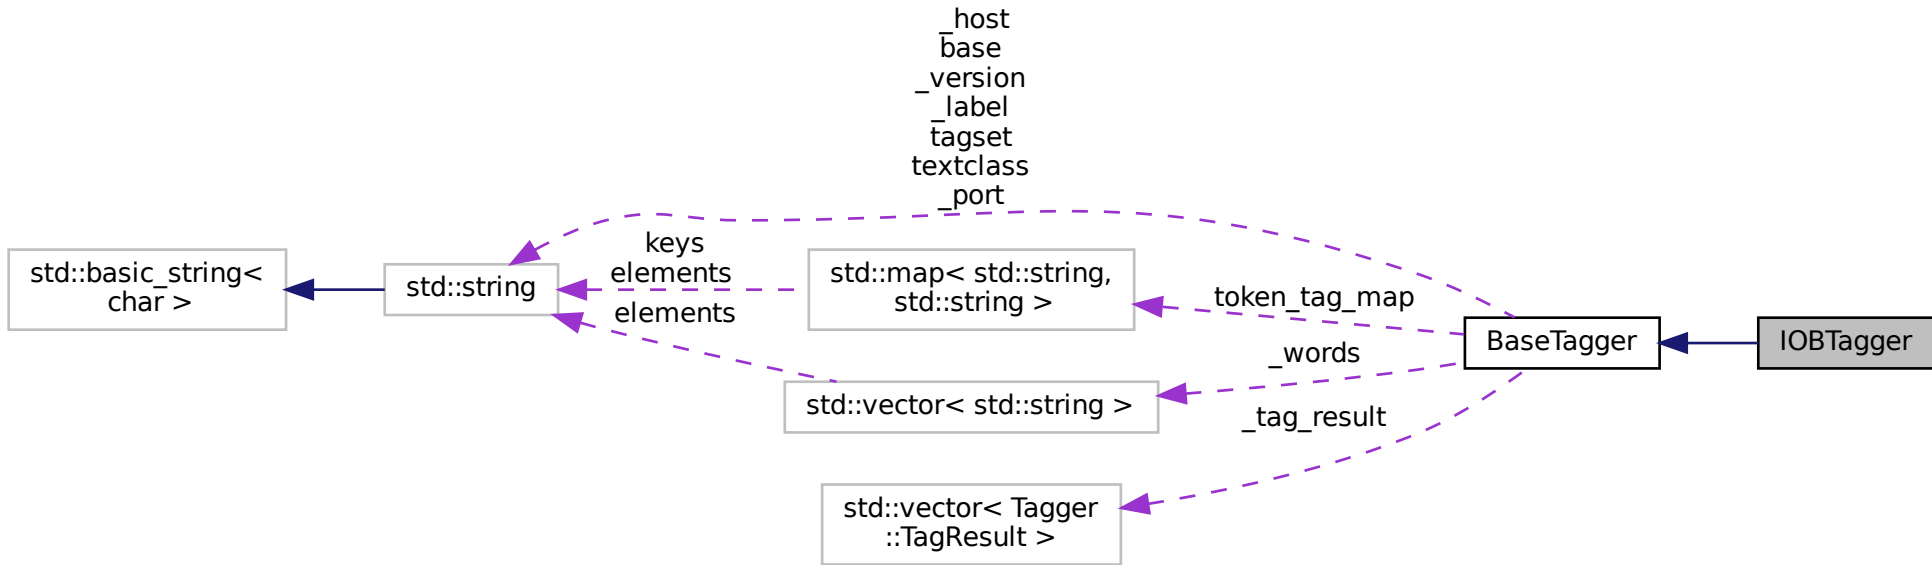 _host
base
_version
_label
tagset
textclass
_port
keys
elements
elements
std::basic_string<
char >
std::string
std::map< std::string,
std::string >
token_tag_map
_words
_tag_result
BaseTagger
IOBTagger
std::vector< std::string >
std::vector< Tagger
::TagResult >